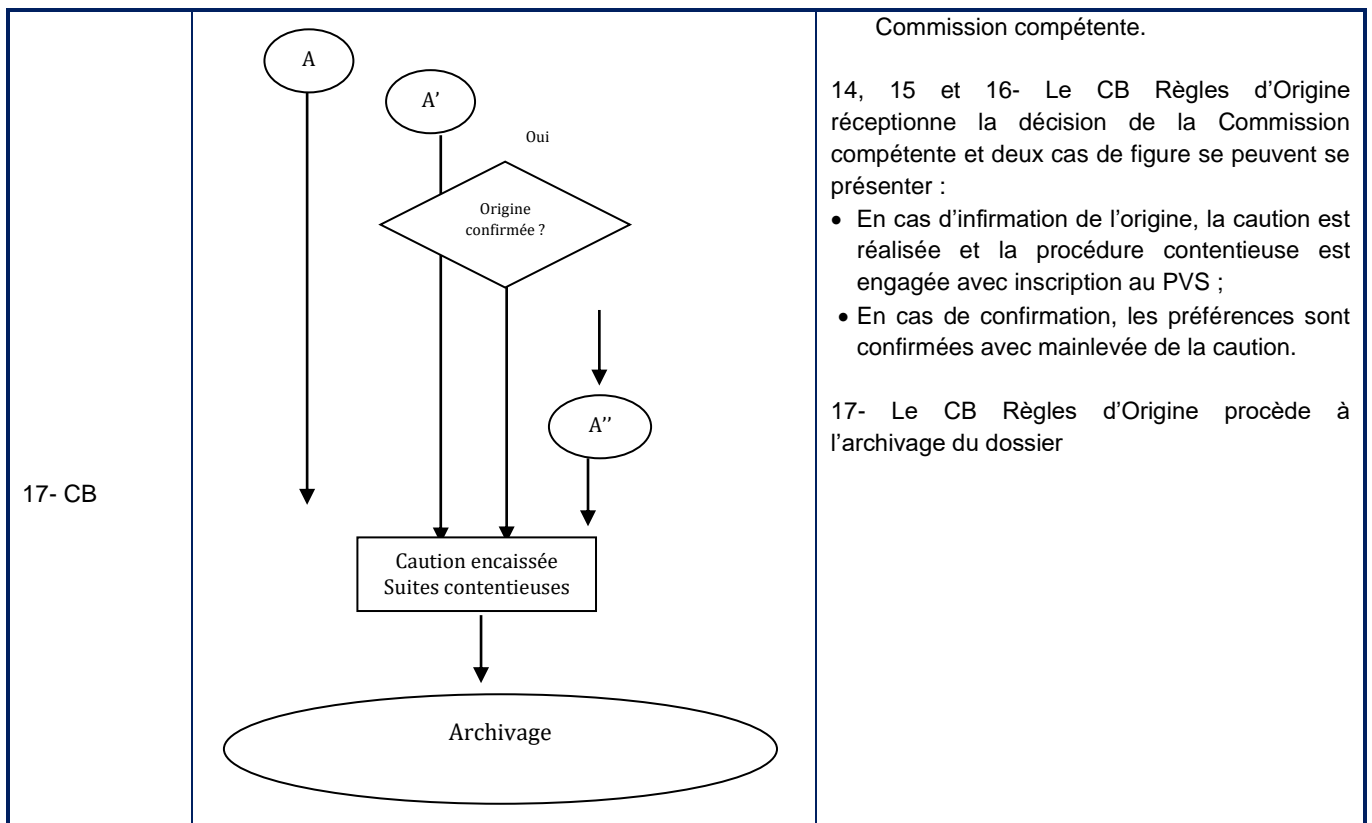 17- CB
A
A’
Oui
Origine
confirmée ?
A’’
Caution encaissée
Suites contentieuses
Archivage
Commission compétente.
14, 15 et 16- Le CB Règles d’Origine
réceptionne la décision de la Commission
compétente et deux cas de figure se peuvent se
présenter :
• En cas d’infirmation de l’origine, la caution est
réalisée et la procédure contentieuse est
engagée avec inscription au PVS ;
• En cas de confirmation, les préférences sont
confirmées avec mainlevée de la caution.
17- Le CB Règles d’Origine procède à
l’archivage du dossier